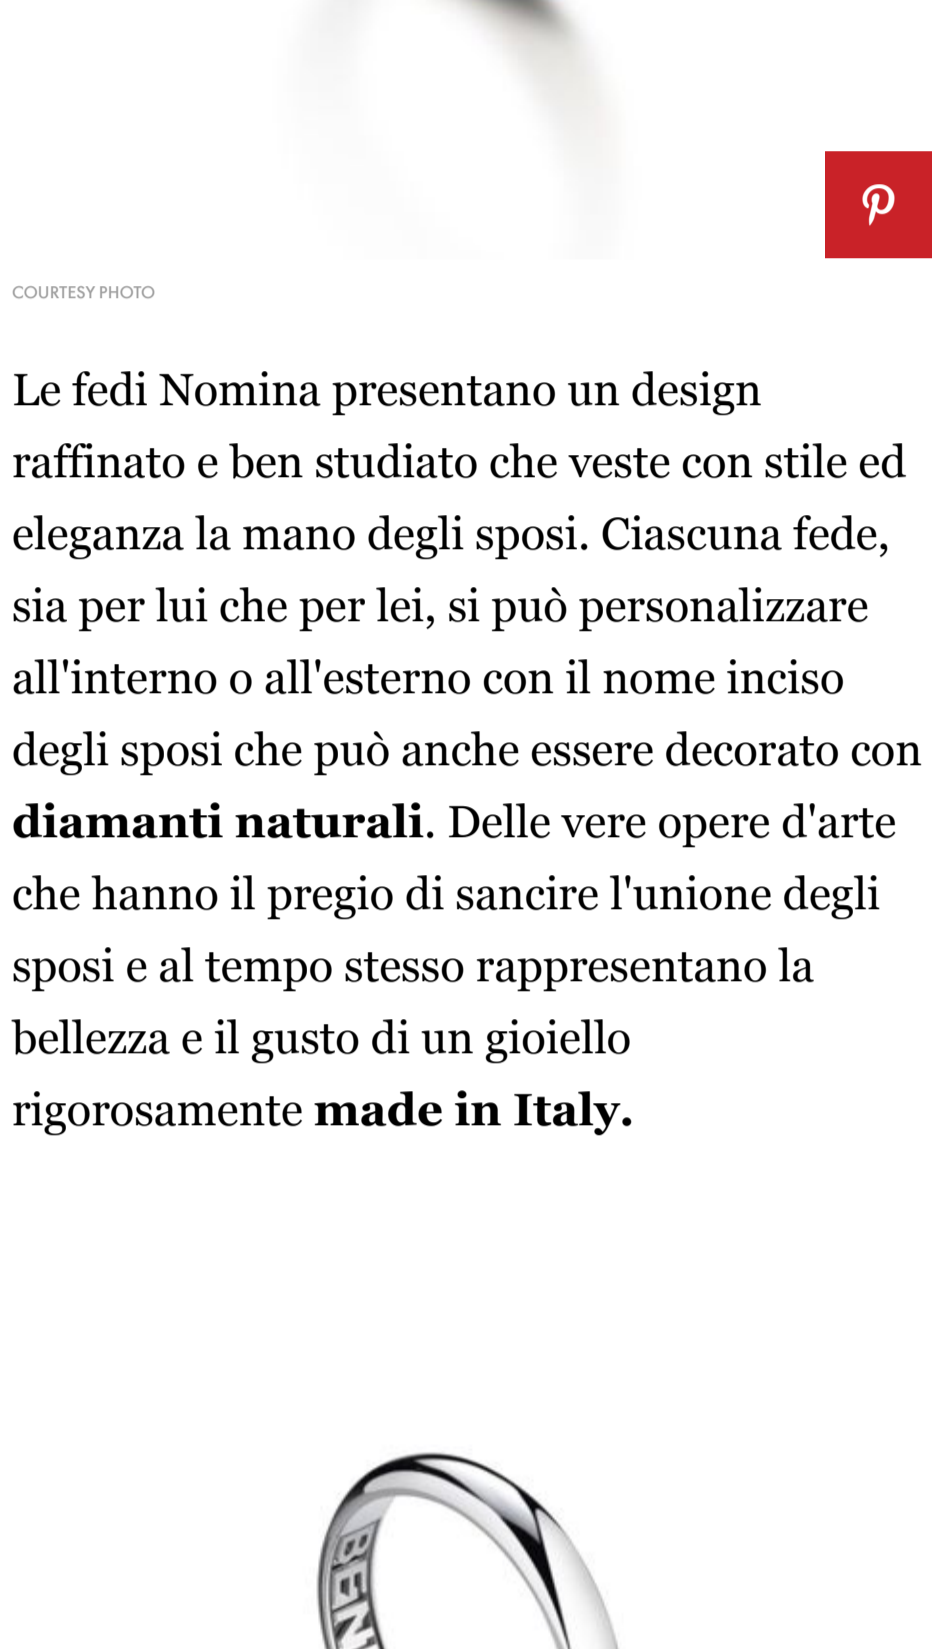 COURTESY PHOTO
Le fedi Nomina presentano un design
raffinato e ben studiato che veste con stile ed
eleganza la mano degli sposi. Ciascuna fede,
sia per lui che per lei, si può personalizzare
all'interno o all'esterno con il nome inciso
degli sposi che può anche essere decorato con
diamanti naturali. Delle vere opere d'arte
che hanno il pregio di sancire l'unione degli
sposi e al tempo stesso rappresentano la
bellezza e il gusto di un gioiello
rigorosamente made in Italy.
BEN